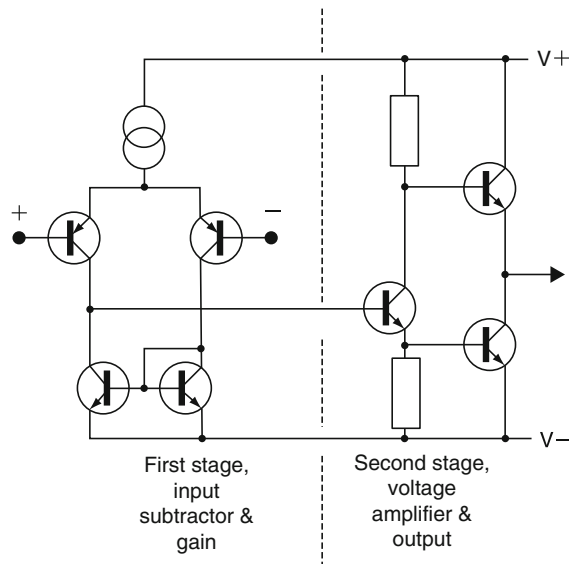 V+
+
−
V−
First stage,
input
subtractor &
gain
Second stage,
voltage
amplifier &
output